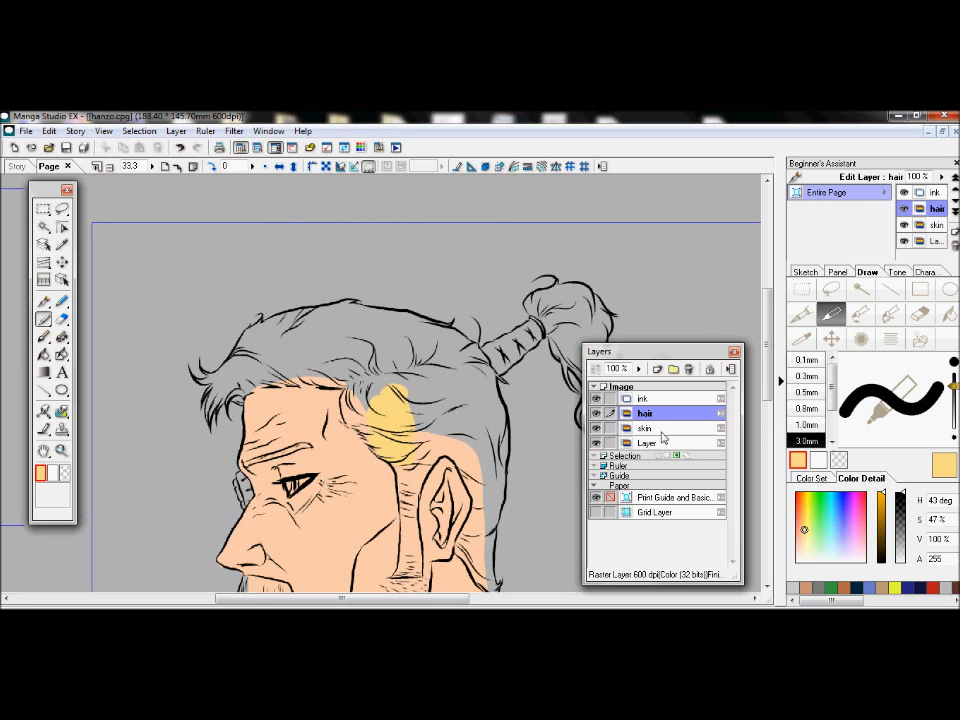 Manga Studio EX - [[hanzo.cpg] (188.40 * 145.70mm 600dpi)]
File Edit Story View Selection Layer Ruler Filter Window Help
Story Page 33.3 0
Beginner's Assistant
Edit Layer : hair 100 %
Entire Page
ink
hair
skin
La...
Sketch Panel Draw Tone Chara
0.1mm
0.3mm
0.5mm
0.8mm
1.0mm
3.0mm
Color Set Color Detail
H 43 deg
S 47 %
V 100 %
A 255
Layers
100 %
Image
ink
hair
skin
Layer
Selection
Ruler
Guide
Paper
Print Guide and Basic...
Grid Layer
Raster Layer 600 dpi(Color (32 bits))Fini...